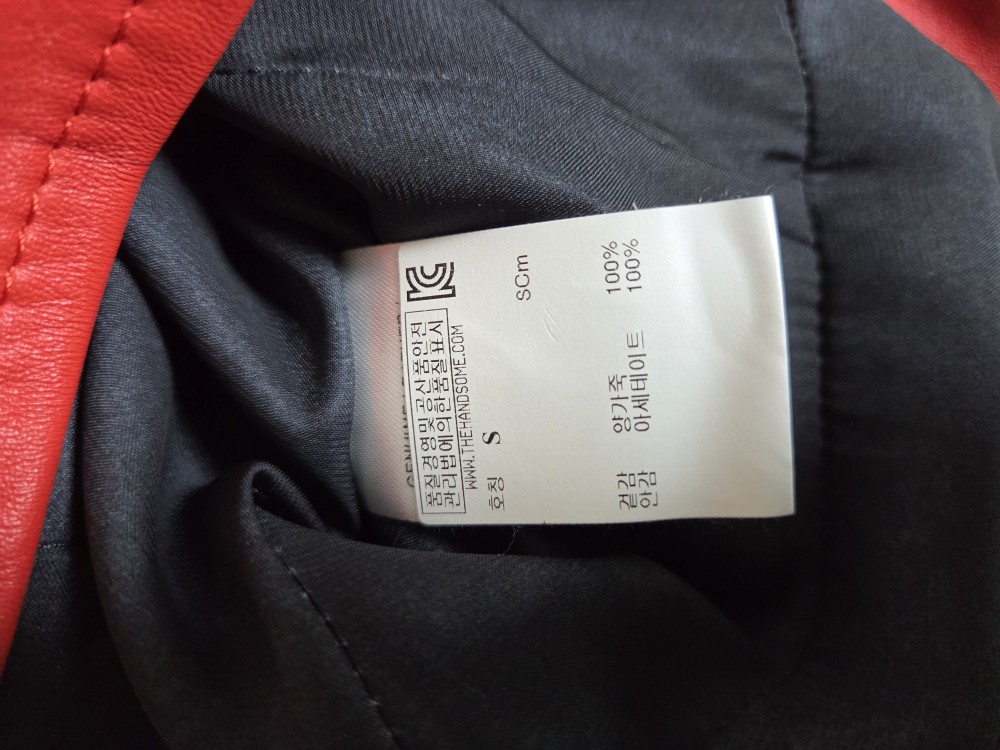 품질경영및공산품안전
관리법에의한품질표시
WWW.THEHANDSOME.COM
호칭 S SCm
겉감 양가죽 100%
안감 아세테이트 100%